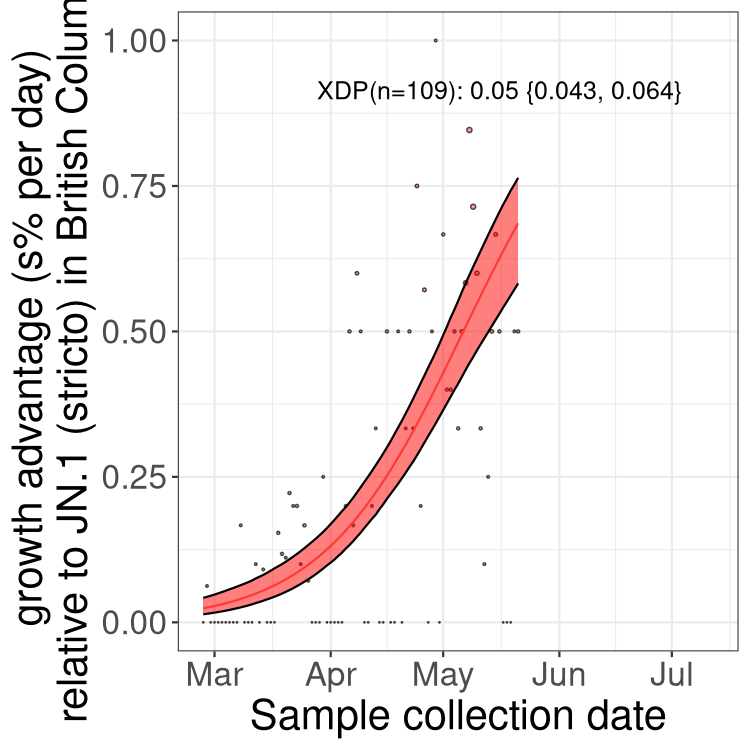 growth advantage (s% per day)
relative to JN.1 (stricto) in British Colum
1.00
0.75
0.50
0.25
0.00
XDP(n=109): 0.05 {0.043, 0.064}
Mar Apr May Jun Jul
Sample collection date